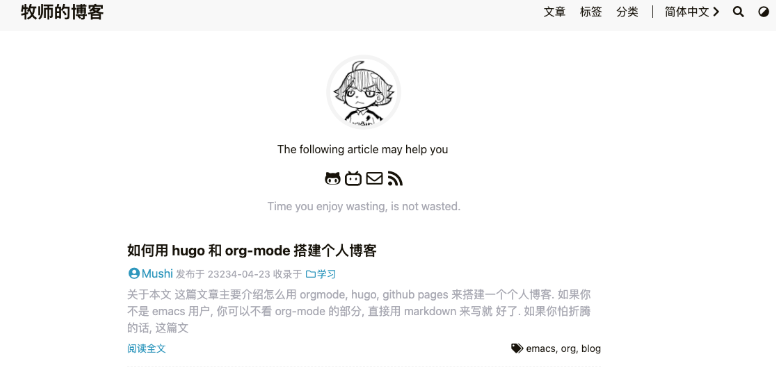 牧师的博客
文章 标签 分类 | 简体中文
The following article may help you
Time you enjoy wasting, is not wasted.
如何用 hugo 和 org-mode 搭建个人博客
Mushi 发布于 23234-04-23 收录于 学习
关于本文 这篇文章主要介绍怎么用 orgmode, hugo, github pages 来搭建一个个人博客. 如果你
不是 emacs 用户, 你可以不看 org-mode 的部分, 直接用 markdown 来写就 好了. 如果你怕折腾
的话, 这篇文
阅读全文 emacs, org, blog